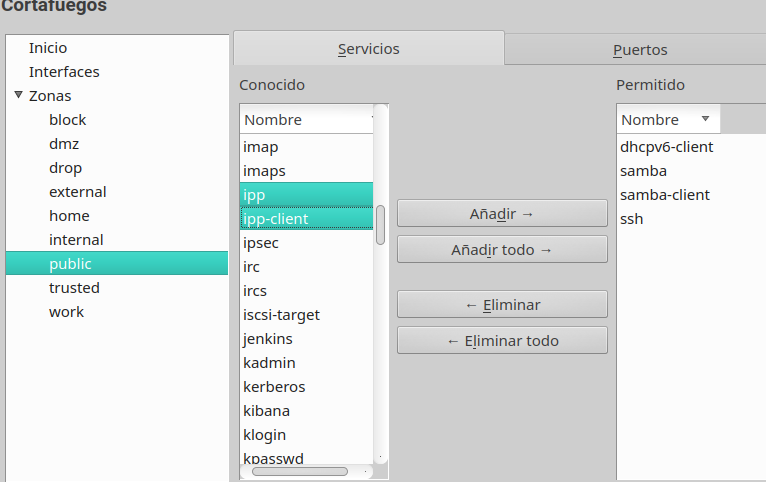 Cortafuegos
Inicio
Interfaces
Zonas
block
dmz
drop
external
home
internal
public
trusted
work
Servicios
Puertos
Conocido
Nombre
imap
imaps
ipp
ipp-client
ipsec
irc
ircs
iscsi-target
jenkins
kadmin
kerberos
kibana
klogin
kpasswd
Añadir →
Añadir todo →
← Eliminar
← Eliminar todo
Permitido
Nombre
dhcpv6-client
samba
samba-client
ssh